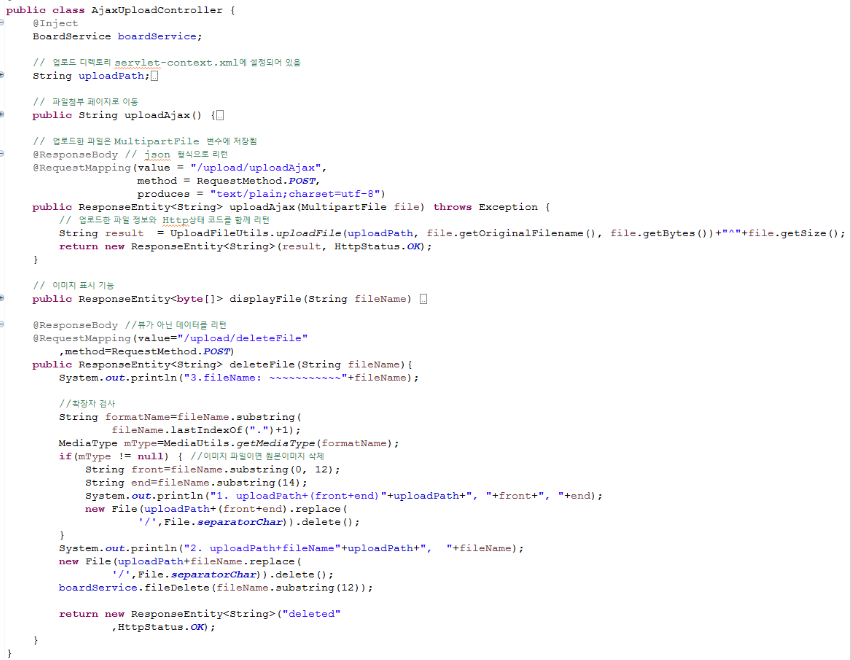 public class AjaxUploadController {
@Inject
BoardService boardService;
// 업로드 디렉토리 servlet-context.xml에 설정되어 있음
String uploadPath;
// 파일첨부 페이지로 이동
public String uploadAjax() {
// 업로드한 파일은 MultipartFile 변수에 저장됨
@ResponseBody // json 형식으로 리턴
@RequestMapping(value = "/upload/uploadAjax",
method = RequestMethod.POST,
produces = "text/plain;charset=utf-8")
public ResponseEntity<String> uploadAjax(MultipartFile file) throws Exception {
// 업로드한 파일 정보와 Http상태 코드를 함께 리턴
String result  = UploadFileUtils.uploadFile(uploadPath, file.getOriginalFilename(), file.getBytes())+"^"+file.getSize();
return new ResponseEntity<String>(result, HttpStatus.OK);
}
// 이미지 표시 기능
public ResponseEntity<byte[]> displayFile(String fileName)
@ResponseBody //뷰가 아닌 데이터를 리턴
@RequestMapping(value="/upload/deleteFile"
,method=RequestMethod.POST)
public ResponseEntity<String> deleteFile(String fileName){
System.out.println("3.fileName: ~~~~~~~~~~~"+fileName);
//확장자 검사
String formatName=fileName.substring(
fileName.lastIndexOf(".")+1);
MediaType mType=MediaUtils.getMediaType(formatName);
if(mType != null) { //이미지 파일이면 원본이미지 삭제
String front=fileName.substring(0, 12);
String end=fileName.substring(14);
System.out.println("1. uploadPath+(front+end)"+uploadPath+", "+front+", "+end);
new File(uploadPath+(front+end).replace(
'/',File.separatorChar)).delete();
}
System.out.println("2. uploadPath+fileName"+uploadPath+",  "+fileName);
new File(uploadPath+fileName.replace(
'/',File.separatorChar)).delete();
boardService.fileDelete(fileName.substring(12));
return new ResponseEntity<String>("deleted"
,HttpStatus.OK);
}
}